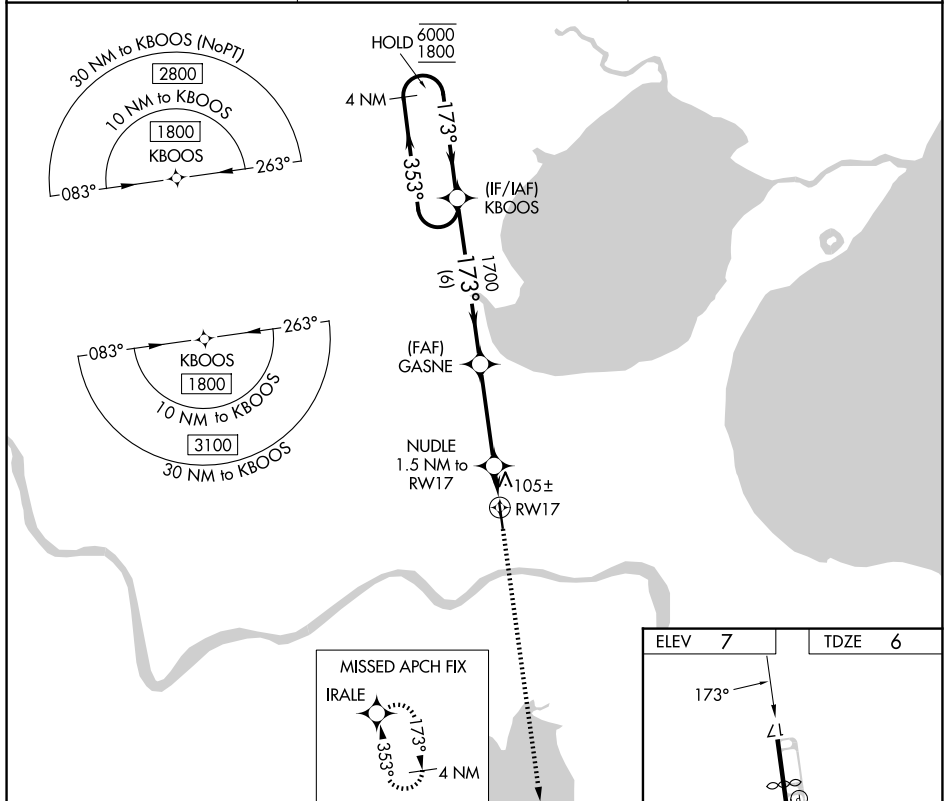 30 NM to KBOOS (NoPT)
2800
10 NM to KBOOS
1800
KBOOS
083°
263°
HOLD
6000
1800
4 NM
173°
353°
(IF/IAF)
KBOOS
1700
173°
(6)
083°
263°
KBOOS
1800
10 NM to KBOOS
3100
30 NM to KBOOS
(FAF)
GASNE
NUDLE
1.5 NM to
RW17
105±
RW17
MISSED APCH FIX
IRALE
173°
353°
4 NM
ELEV 7
TDZE 6
173°
17